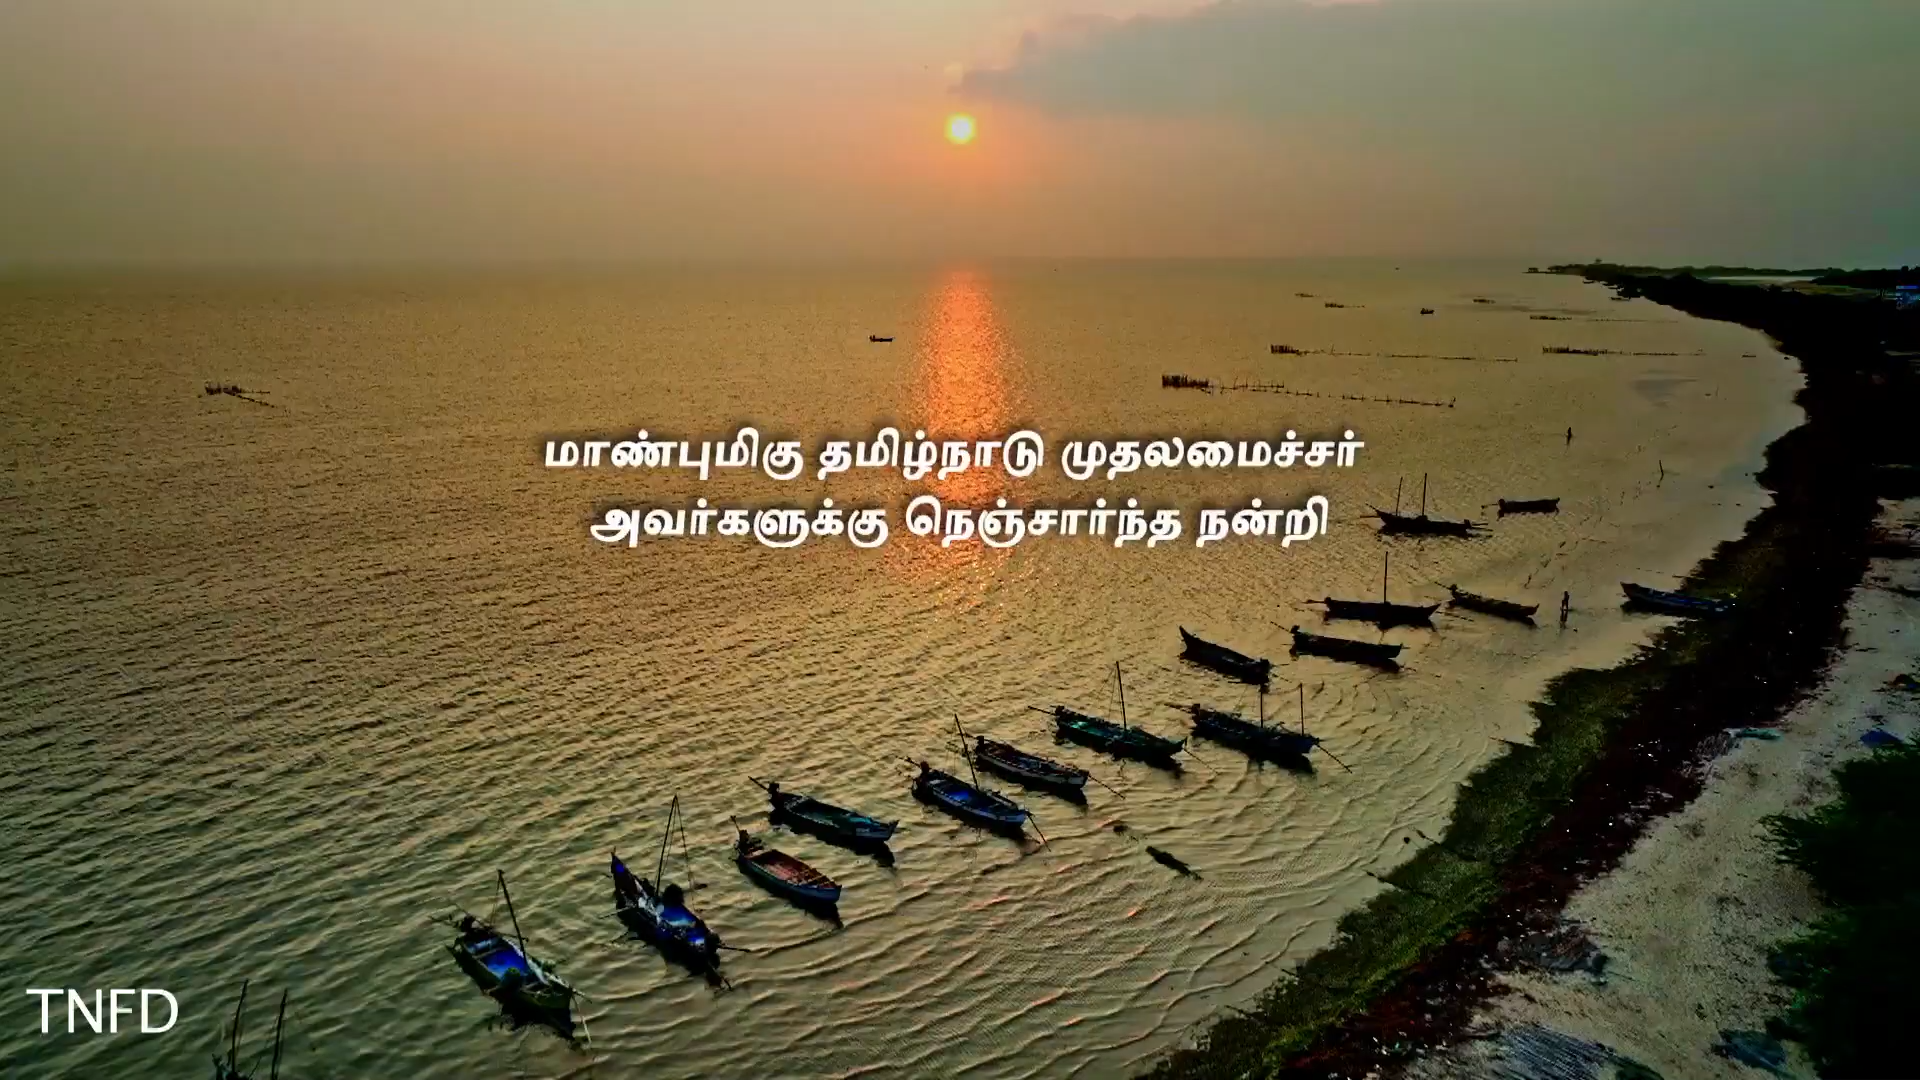 மாண்புமிகு தமிழ்நாடு முதலமைச்சர்
அவர்களுக்கு நெஞ்சார்ந்த நன்றி
TNFD